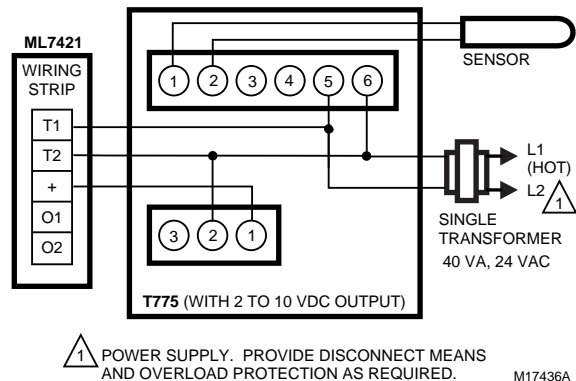 ML7421
WIRING
STRIP
T1
T2
+
O1
O2
1 2 3 4 5 6
3 2 1
T775 (WITH 2 TO 10 VDC OUTPUT)
SENSOR
L1
(HOT)
L2
1
SINGLE
TRANSFORMER
40 VA, 24 VAC
1 POWER SUPPLY. PROVIDE DISCONNECT MEANS
AND OVERLOAD PROTECTION AS REQUIRED.
M17436A